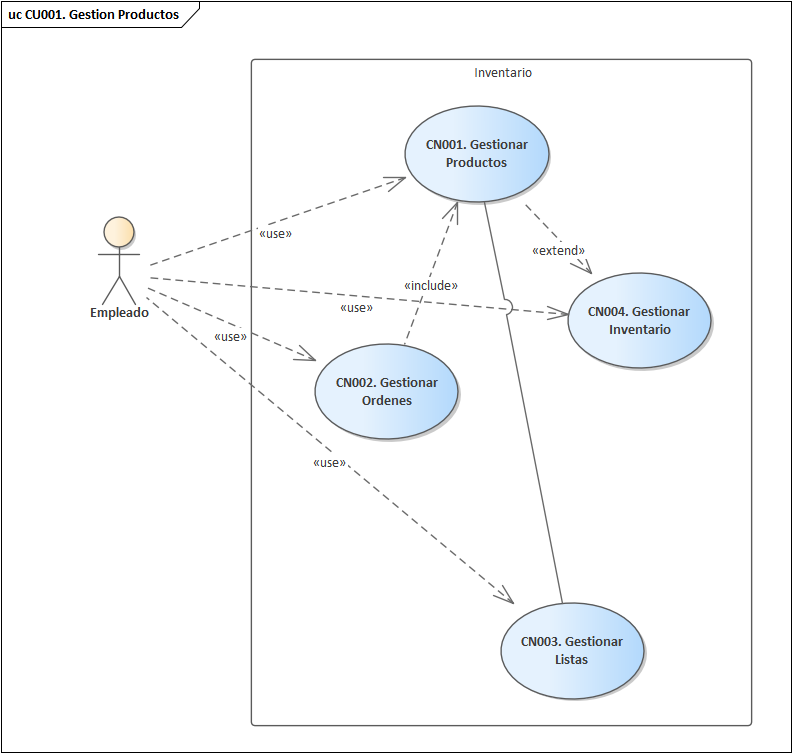 uc CU001. Gestion Productos
Inventario
CN001. Gestionar
Productos
«use»
«extend»
«include»
Empleado
«use»
CN004. Gestionar
Inventario
«use»
CN002. Gestionar
Ordenes
«use»
CN003. Gestionar
Listas